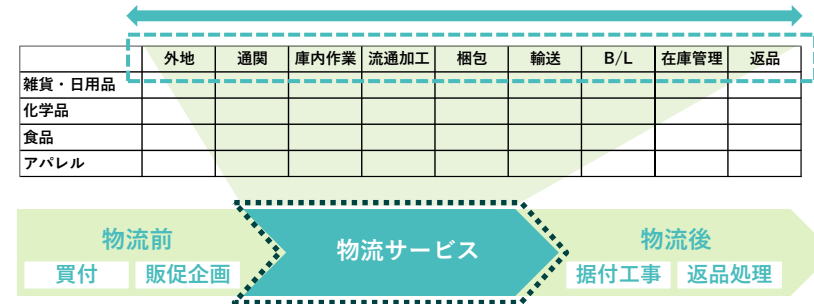 外地 通関 庫内作業 流通加工 梱包 輸送 B/L 在庫管理 返品
雑貨・日用品
化学品
食品
アパレル
物流前 物流サービス 物流後
買付 販促企画 据付工事 返品処理